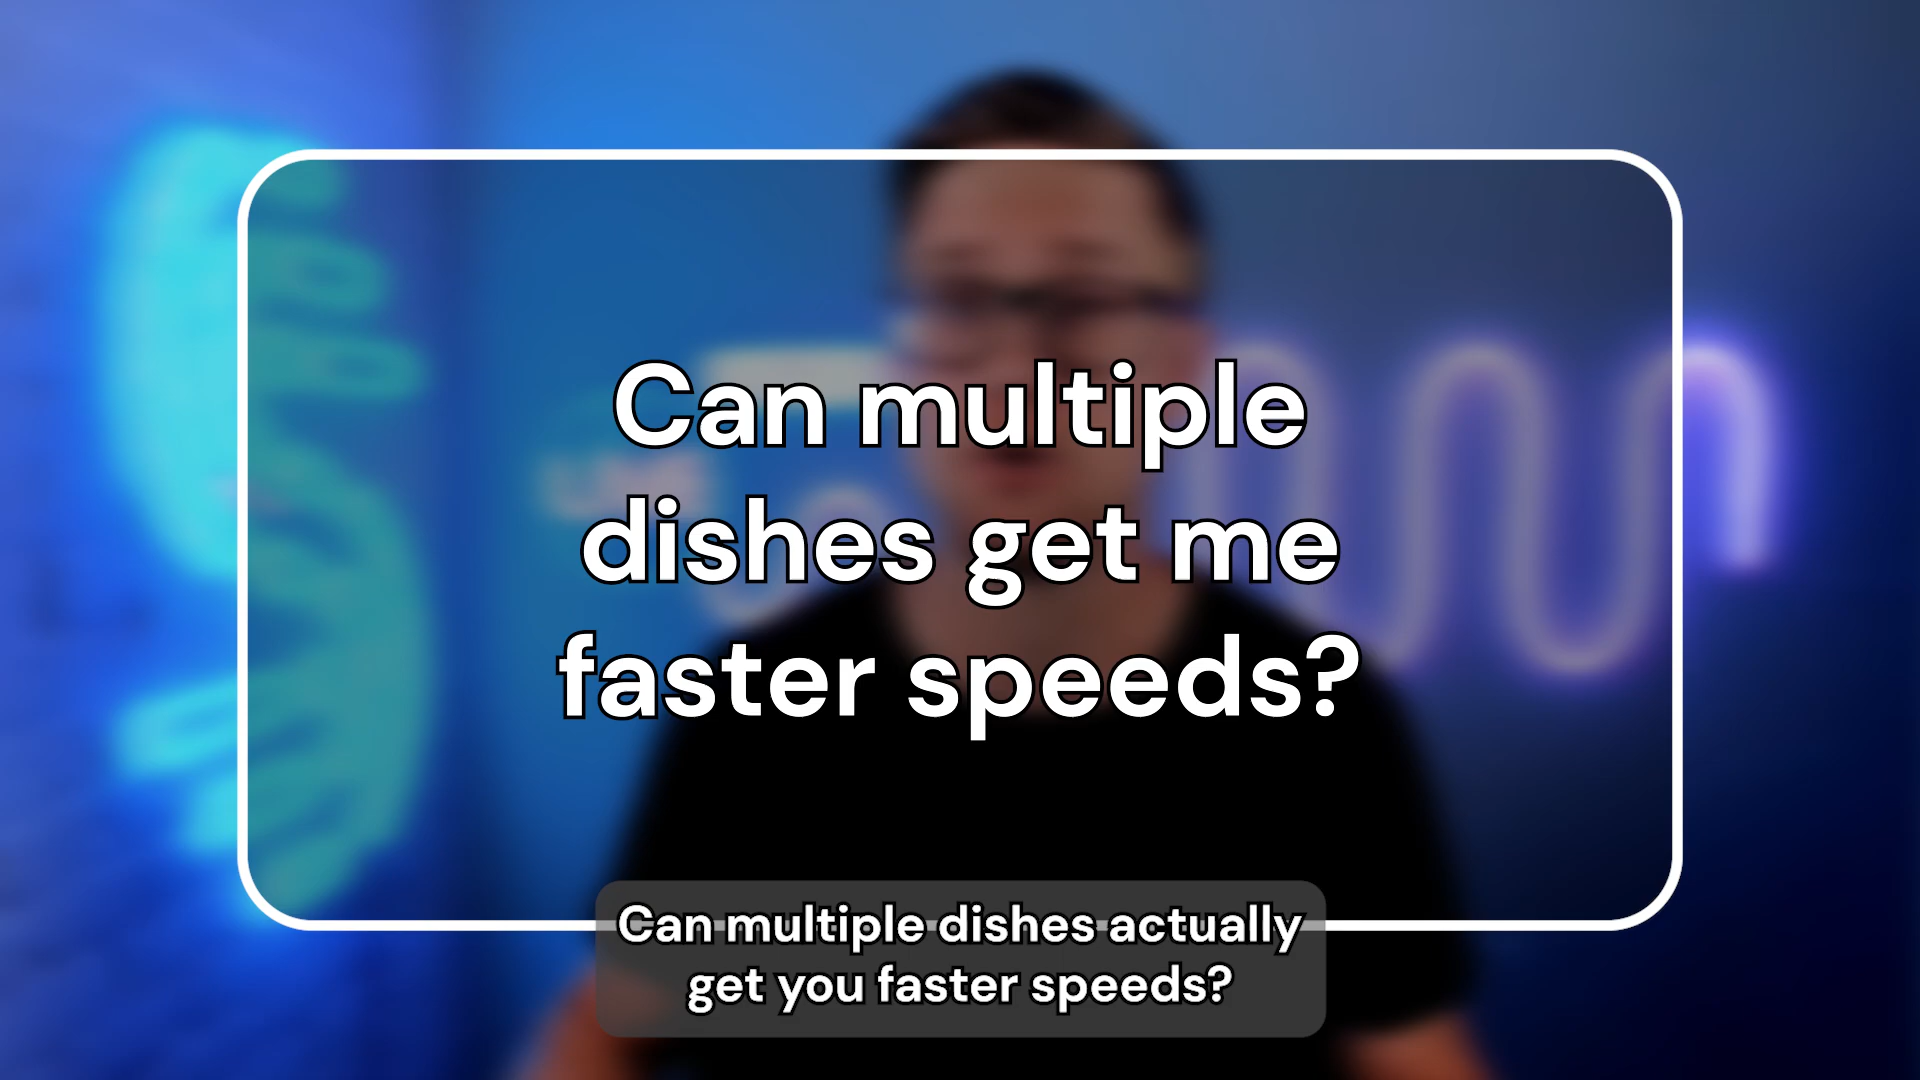 Can multiple
dishes get me
faster speeds?
Can multiple dishes actually
get you faster speeds?